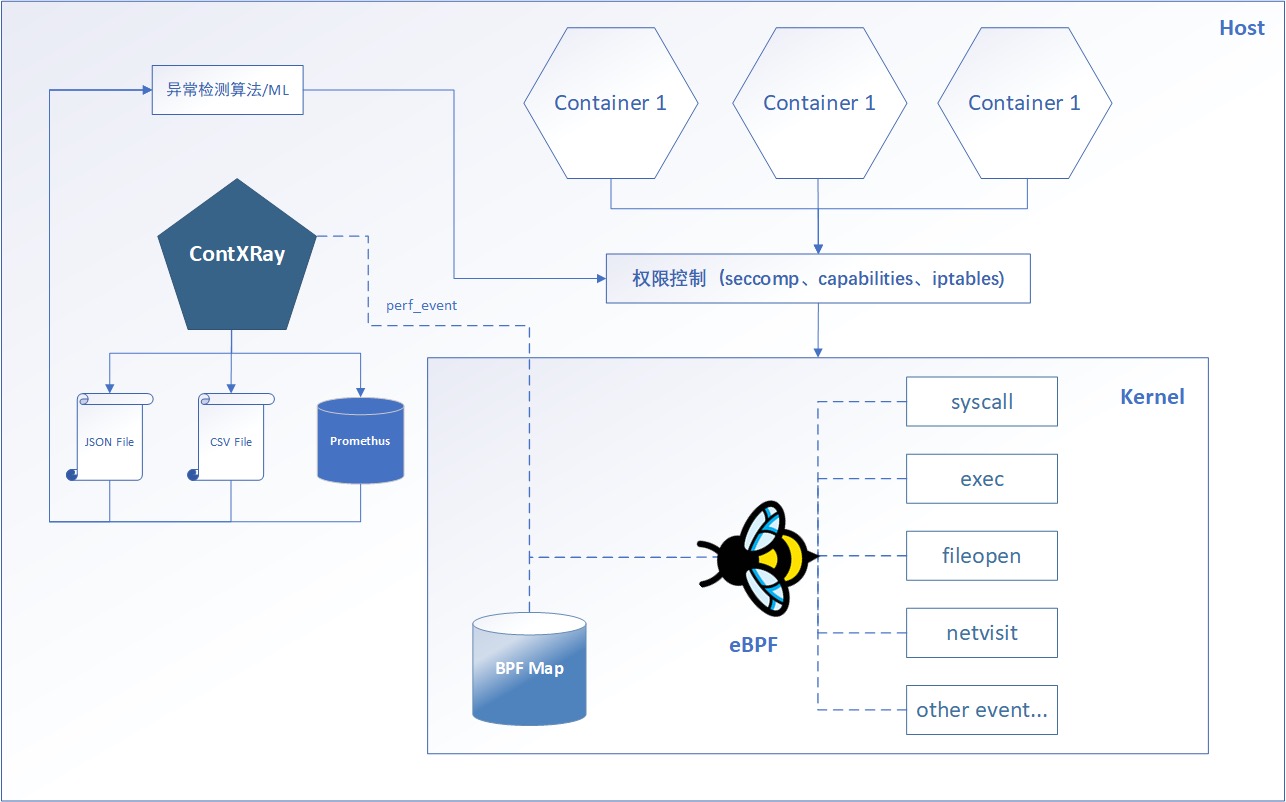 Host
Container 1
Container 1
Container 1
异常检测算法/ML
ContXRay
权限控制（seccomp、capabilities、iptables)
perf_event
JSON File
CSV File
Promethus
Kernel
syscall
exec
fileopen
netvisit
other event...
eBPF
BPF Map